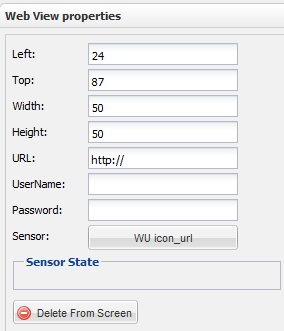 Web View properties
Left: 24
Top: 87
Width: 50
Height: 50
URL: http://
UserName:
Password:
Sensor: WU icon_url
Sensor State
Delete From Screen